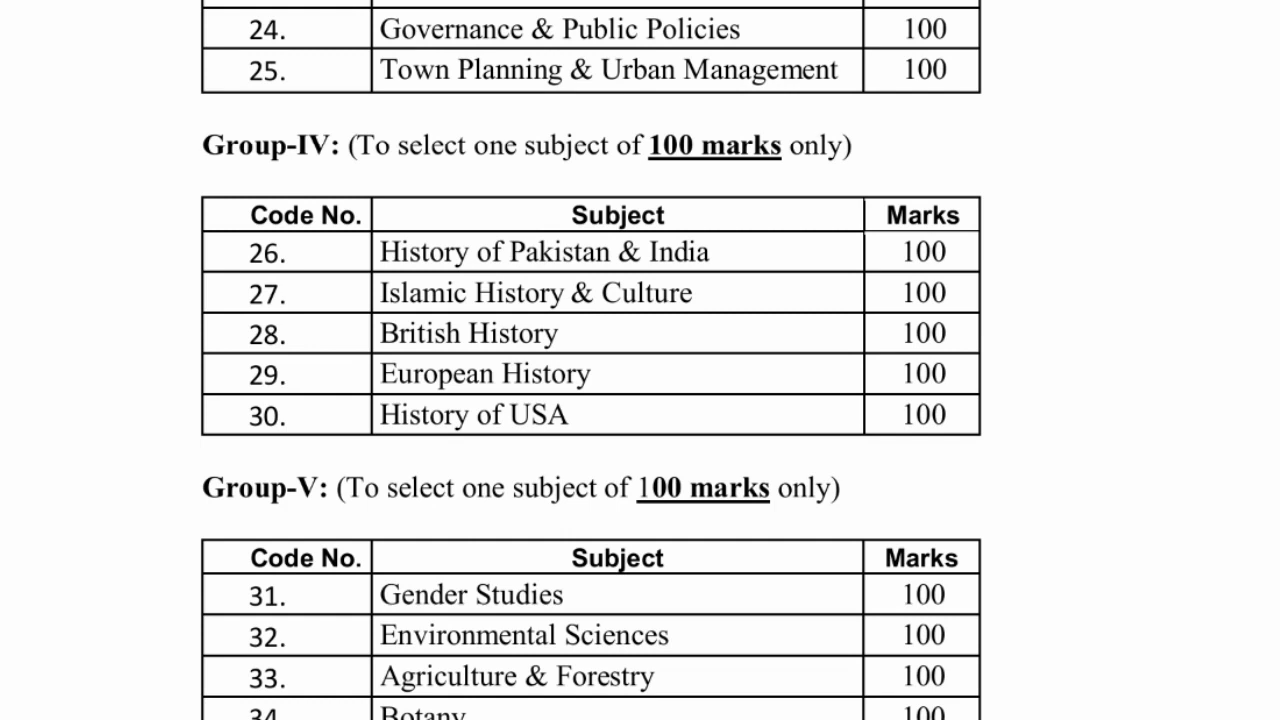 24. Governance & Public Policies 100
25. Town Planning & Urban Management 100
Group-IV: (To select one subject of 100 marks only)
Code No. Subject Marks
26. History of Pakistan & India 100
27. Islamic History & Culture 100
28. British History 100
29. European History 100
30. History of USA 100
Group-V: (To select one subject of 100 marks only)
Code No. Subject Marks
31. Gender Studies 100
32. Environmental Sciences 100
33. Agriculture & Forestry 100
34. Botany 100